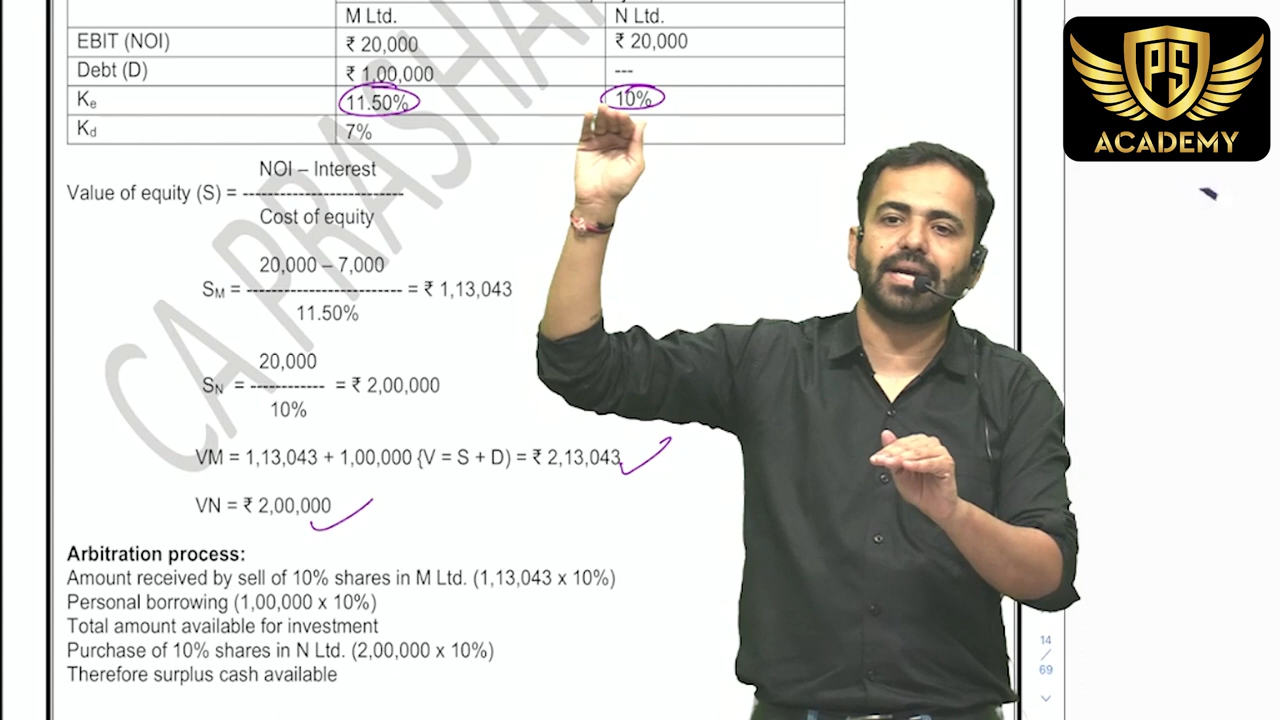 M Ltd. N Ltd.
EBIT (NOI) ₹ 20,000 ₹ 20,000
Debt (D) ₹ 1,00,000 ---
Ke 11.50% 10%
Kd 7%
NOI – Interest
Value of equity (S) = ----------------------------
Cost of equity
20,000 – 7,000
SM = --------------------------- = ₹ 1,13,043
11.50%
20,000
SN = ------------- = ₹ 2,00,000
10%
VM = 1,13,043 + 1,00,000 {V = S + D) = ₹ 2,13,043
VN = ₹ 2,00,000
Arbitration process:
Amount received by sell of 10% shares in M Ltd. (1,13,043 x 10%)
Personal borrowing (1,00,000 x 10%)
Total amount available for investment
Purchase of 10% shares in N Ltd. (2,00,000 x 10%)
Therefore surplus cash available
CA PRASHA
PS
ACADEMY
14
/
69